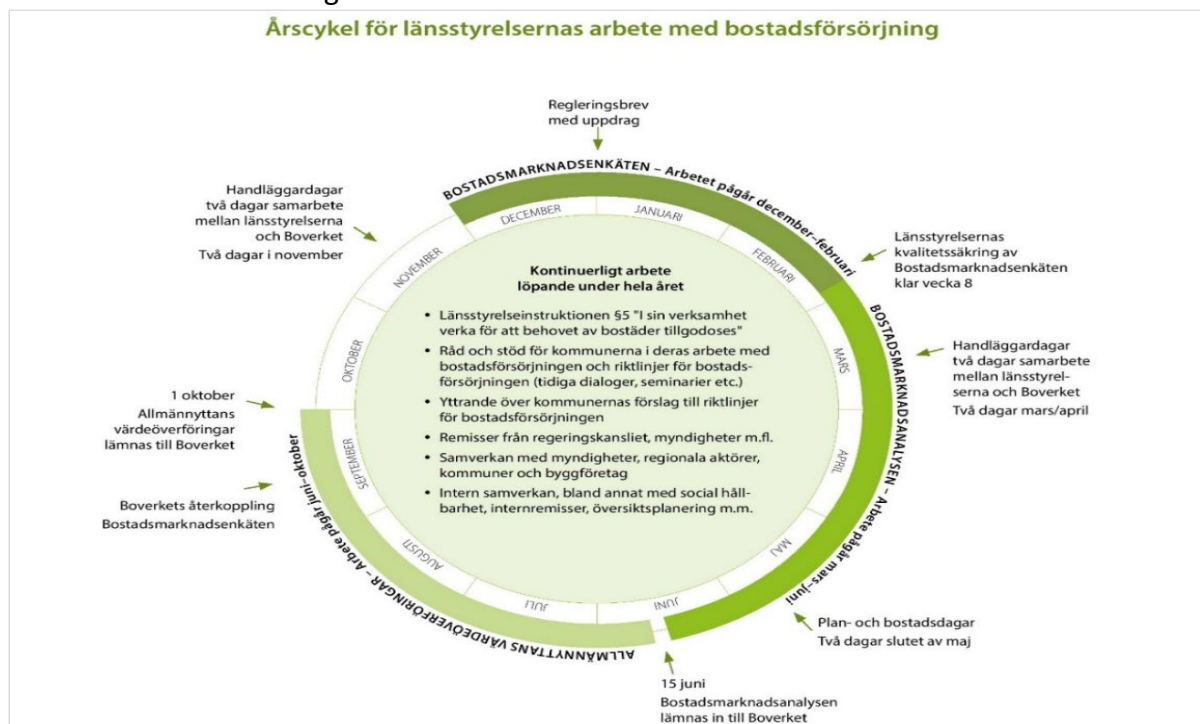 Årscykel för länsstyrelsernas arbete med bostadsförsörjning
Regleringsbrev
med uppdrag
BOSTADSMARKNADSENKÄTEN – Arbetet pågår december–februari
Handläggardagar
två dagar samarbete
mellan länsstyrelserna
och Boverket
Två dagar i november
DECEMBER
JANUARI
FEBRUARI
MARS
APRIL
MAJ
JUNI
JULI
AUGUSTI
SEPTEMBER
OKTOBER
NOVEMBER
Länsstyrelsernas
kvalitetssäkring av
Bostadsmarknadsenkäten
klar vecka 8
BOSTADSMARKNADSANALYSEN – Arbete pågår mars–juni
Handläggardagar
två dagar samarbete
mellan länsstyrel-
serna och Boverket
Två dagar mars/april
Kontinuerligt arbete
löpande under hela året
• Länsstyrelseinstruktionen §5 "I sin verksamhet
verka för att behovet av bostäder tillgodoses"
• Råd och stöd för kommunerna i deras arbete med
bostadsförsörjningen och riktlinjer för bostads-
försörjningen (tidiga dialoger, seminarier etc.)
• Yttrande över kommunernas förslag till riktlinjer
för bostadsförsörjningen
• Remisser från regeringskansliet, myndigheter m.fl.
• Samverkan med myndigheter, regionala aktörer,
kommuner och byggföretag
• Intern samverkan, bland annat med social håll-
barhet, internremisser, översiktsplanering m.m.
1 oktober
Allmännyttans
värdeöverföringar
lämnas till Boverket
Boverkets återkoppling
Bostadsmarknadsenkäten
ALLMÄNNYTTANS VÄRDEÖVERFÖRINGAR – Arbete pågår juni–oktober
Plan- och bostadsdagar
Två dagar slutet av maj
15 juni
Bostadsmarknadsanalysen
lämnas in till Boverket